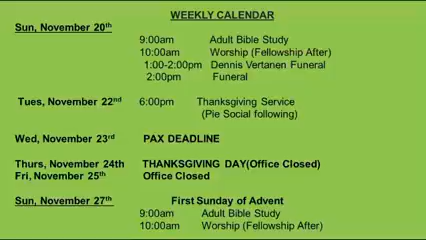 WEEKLY CALENDAR
Sun, November 20th
9:00am Adult Bible Study
10:00am Worship (Fellowship After)
1:00-2:00pm Dennis Vertanen Funeral
2:00pm Funeral
Tues, November 22nd 6:00pm Thanksgiving Service
(Pie Social following)
Wed, November 23rd PAX DEADLINE
Thurs, November 24th THANKSGIVING DAY(Office Closed)
Fri, November 25th Office Closed
Sun, November 27th First Sunday of Advent
9:00am Adult Bible Study
10:00am Worship (Fellowship After)